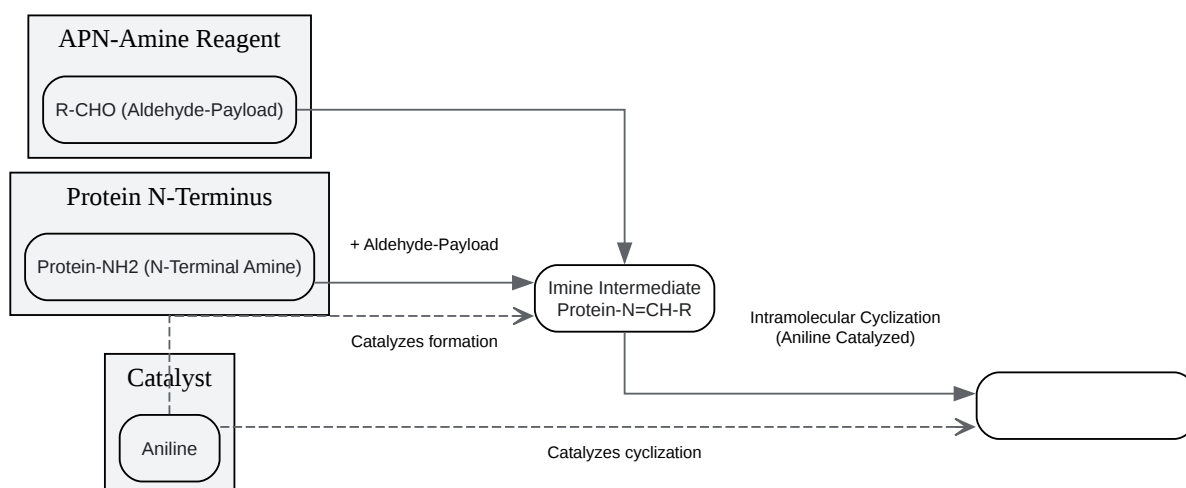 APN-Amine Reagent
R-CHO (Aldehyde-Payload)
Protein N-Terminus
Protein-NH2 (N-Terminal Amine)
+ Aldehyde-Payload
Imine Intermediate
Protein-N=CH-R
Catalyzes formation
Intramolecular Cyclization
(Aniline Catalyzed)
Catalyst
Aniline
Catalyzes cyclization